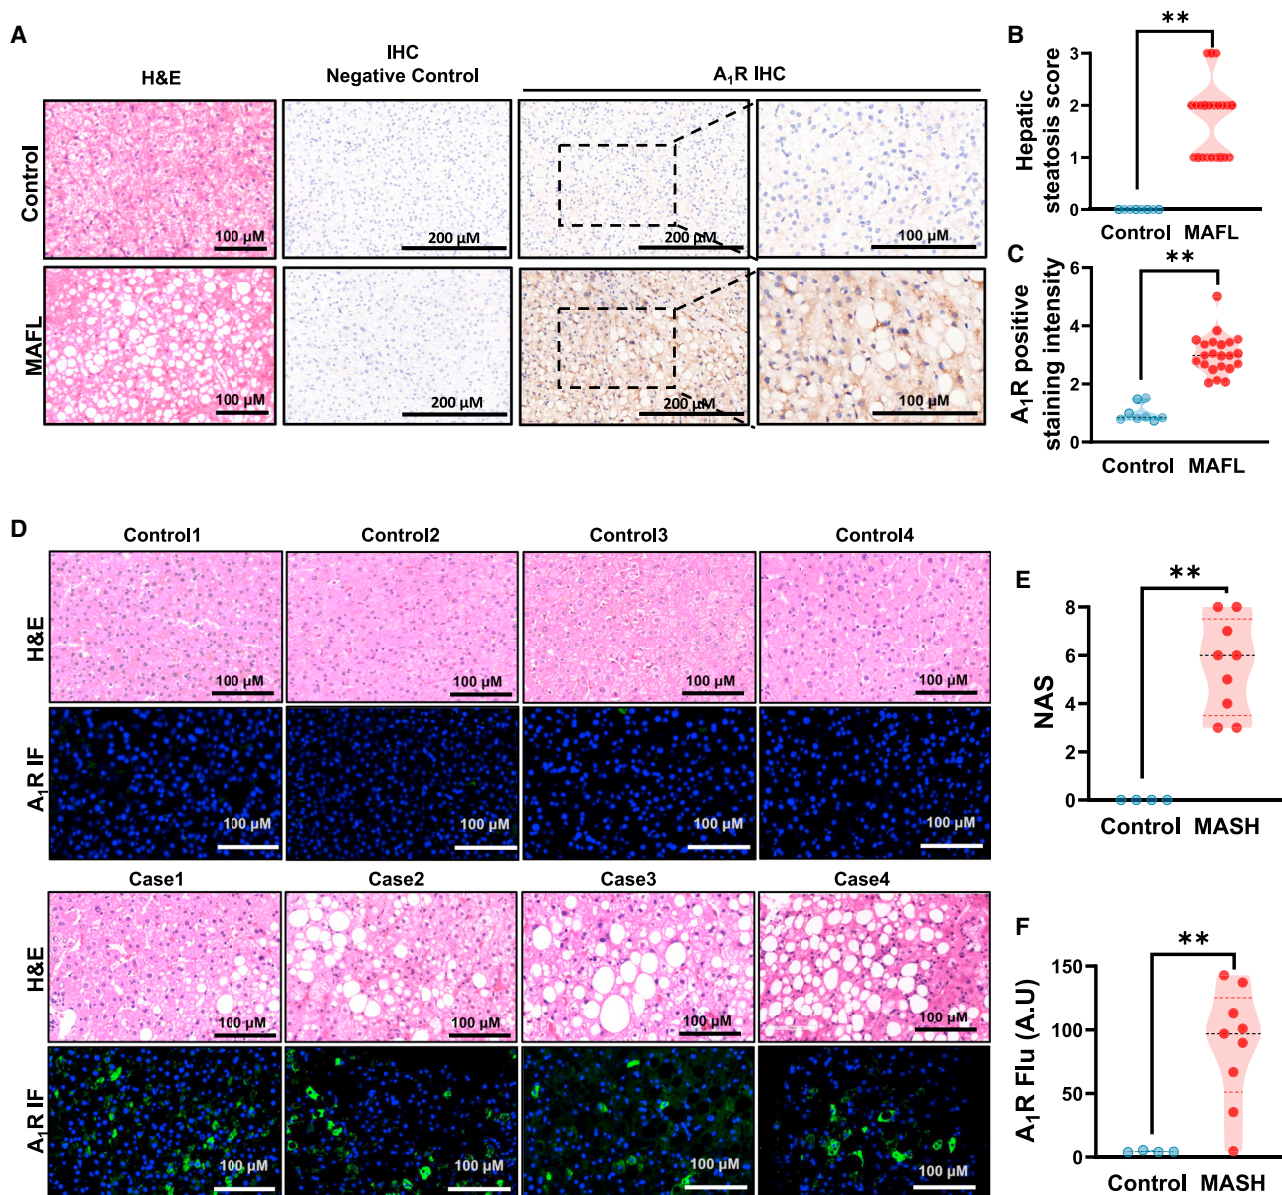 A
H&E
IHC
Negative Control
A1R IHC
Control
100 µM
200 µM
200 µM
100 µM
MAFL
100 µM
200 µM
200 µM
100 µM
B
**
Hepatic
steatosis score
3
2
1
0
Control MAFL
C
**
A1R positive
staining intensity
6
4
2
0
Control MAFL
D
Control1
Control2
Control3
Control4
H&E
100 µM
100 µM
100 µM
100 µM
A1R IF
100 µM
100 µM
100 µM
100 µM
Case1
Case2
Case3
Case4
H&E
100 µM
100 µM
100 µM
100 µM
A1R IF
100 µM
100 µM
100 µM
100 µM
E
**
NAS
8
6
4
2
0
Control MASH
F
**
A1R Flu (A.U)
150
100
50
0
Control MASH